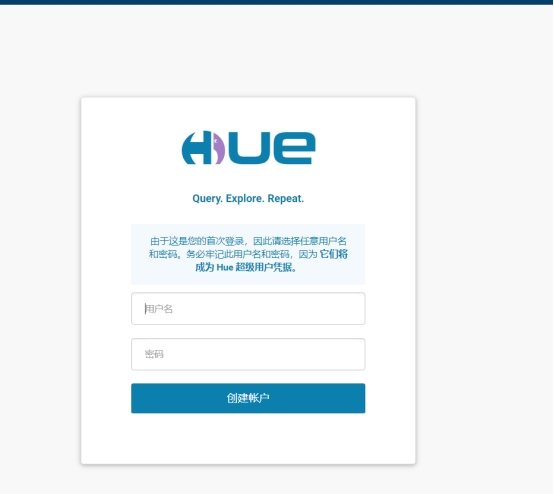 HUE
Query. Explore. Repeat.
由于这是您的首次登录，因此请选择任意用户名
和密码。务必牢记此用户名和密码，因为 它们将
成为 Hue 超级用户凭据。
用户名
密码
创建帐户